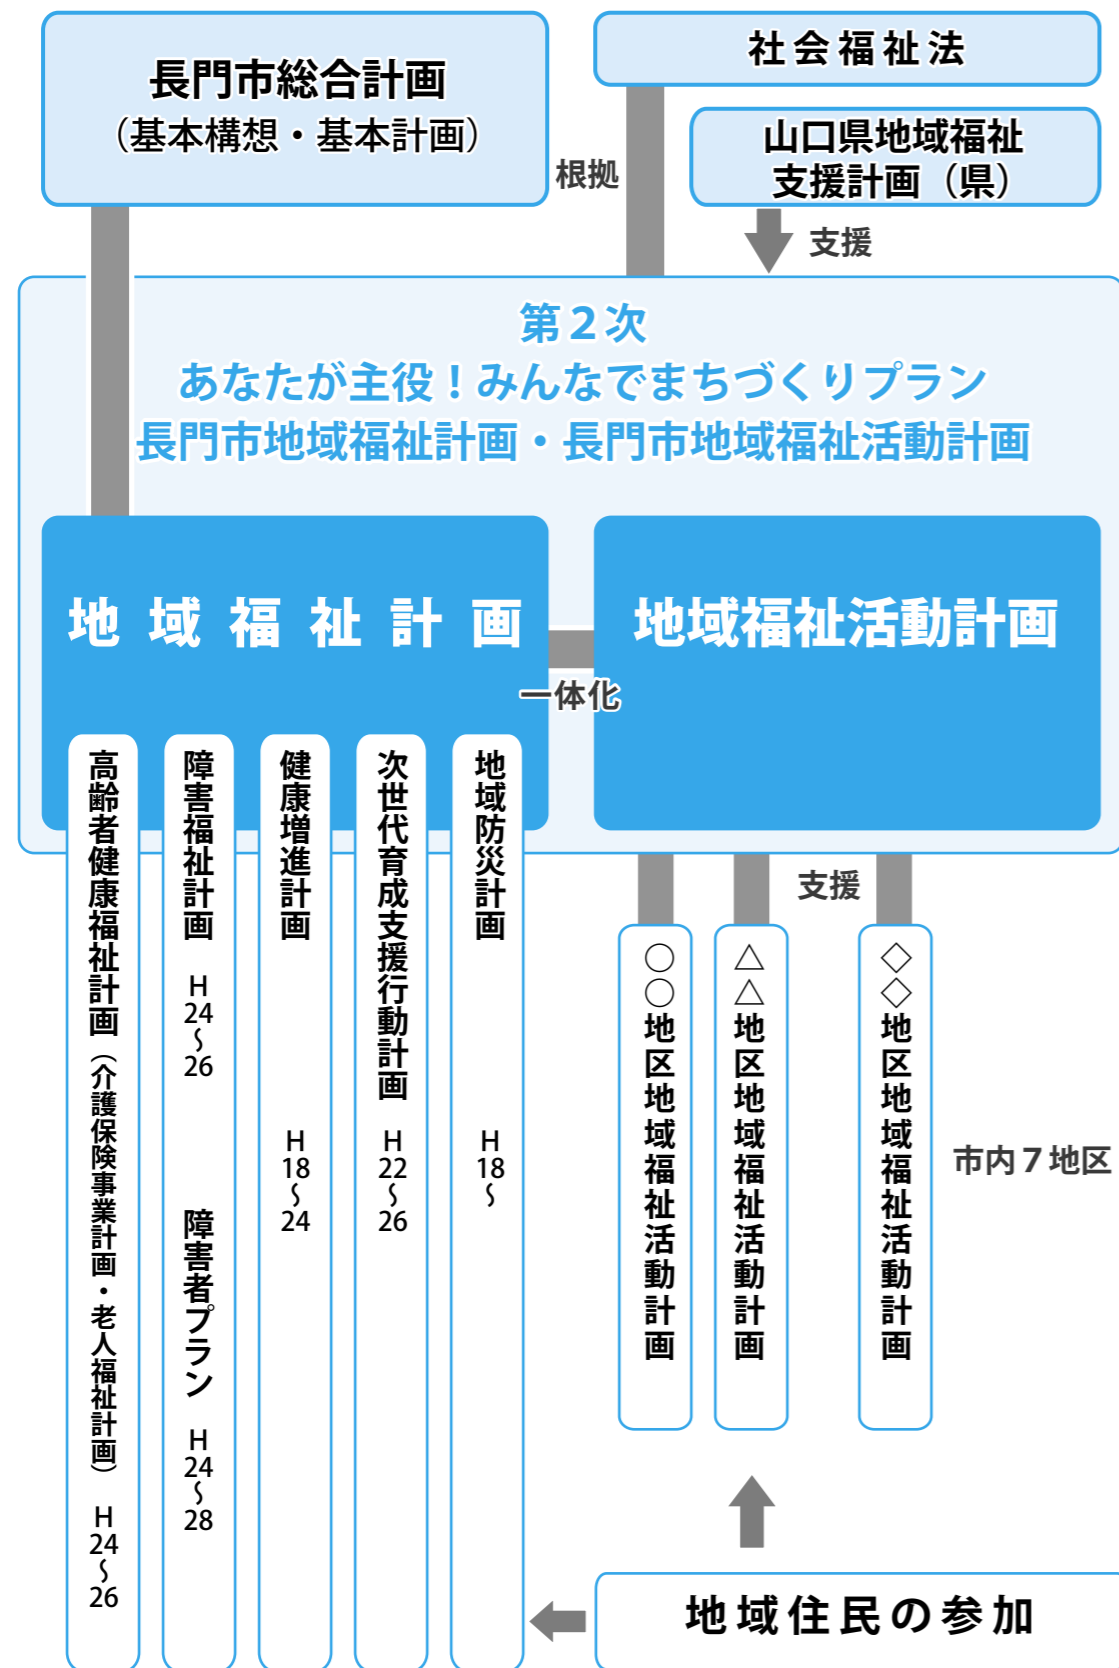 長門市総合計画
（基本構想・基本計画）
社会福祉法
根拠
山口県地域福祉
支援計画（県）
支援
第２次
あなたが主役！みんなでまちづくりプラン
長門市地域福祉計画・長門市地域福祉活動計画
地域福祉計画
地域福祉活動計画
一体化
高齢者健康福祉計画（介護保険事業計画・老人福祉計画） H24〜26
障害福祉計画 H24〜26
障害者プラン H24〜28
健康増進計画 H18〜24
次世代育成支援行動計画 H22〜26
地域防災計画 H18〜
支援
○○地区地域福祉活動計画
△△地区地域福祉活動計画
◇◇地区地域福祉活動計画
市内７地区
地域住民の参加